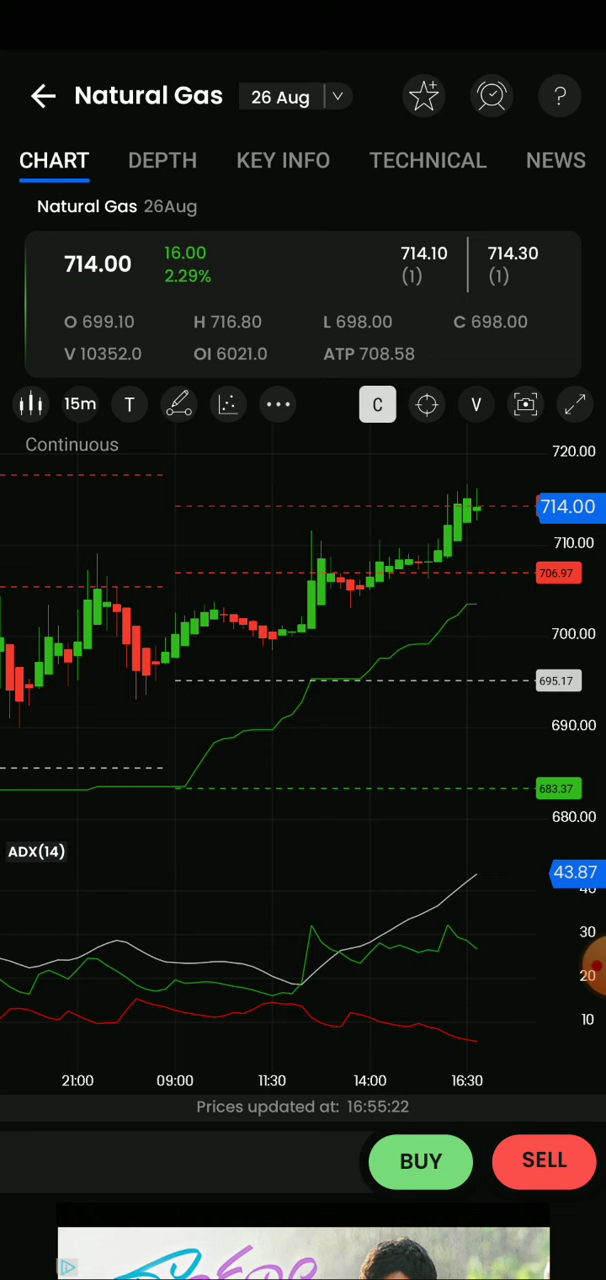 Natural Gas 26 Aug
?
CHART DEPTH KEY INFO TECHNICAL NEWS
Natural Gas 26Aug
714.00 16.00 714.10 714.30
2.29% (1) (1)
O 699.10 H 716.80 L 698.00 C 698.00
V 10352.0 OI 6021.0 ATP 708.58
15m T C V
Continuous
720.00
714.00
710.00
706.97
700.00
695.17
690.00
683.37
680.00
ADX(14)
43.87
40
30
20
10
21:00 09:00 11:30 14:00 16:30
Prices updated at: 16:55:22
BUY SELL